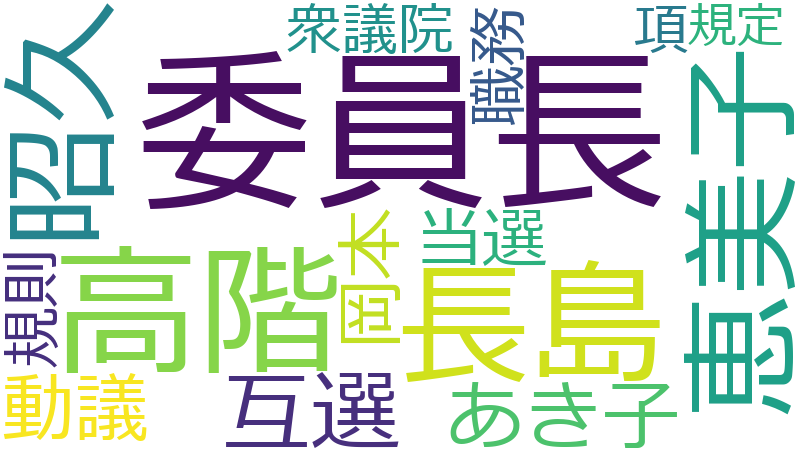 衆議院
職務
項
規定
昭久
委員長
恵美子
当選
岡本
規則
高階
長島
動議
互選
あき子